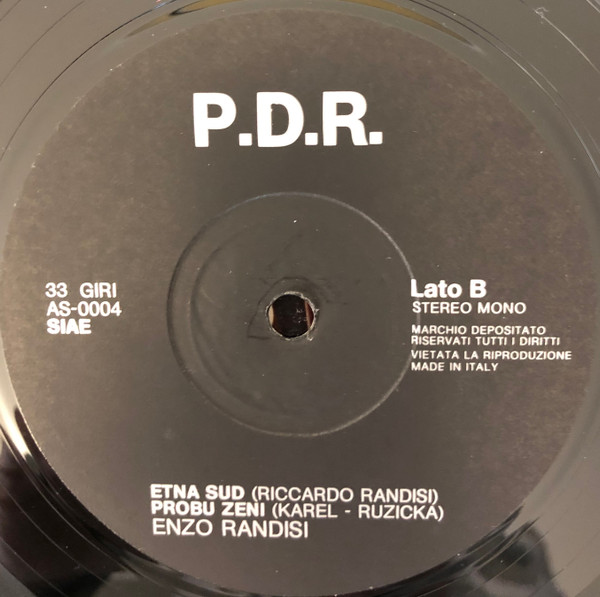 P.D.R.
33 GIRI
AS-0004
SIAE
Lato B
STEREO MONO
MARCHIO DEPOSITATO
RISERVATI TUTTI I DIRITTI
VIETATA LA RIPRODUZIONE
MADE IN ITALY
ETNA SUD (RICCARDO RANDISI)
PROBU ZENI (KAREL - RUZICKA)
ENZO RANDISI